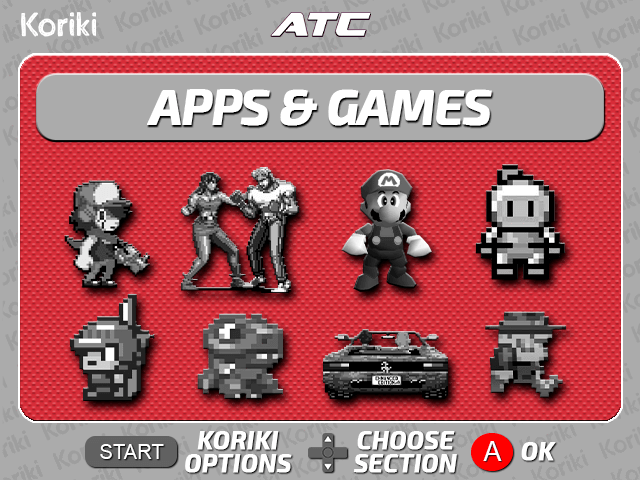 Koriki
ATC
APPS & GAMES
M
START
KORIKI
OPTIONS
CHOOSE
SECTION
A
OK